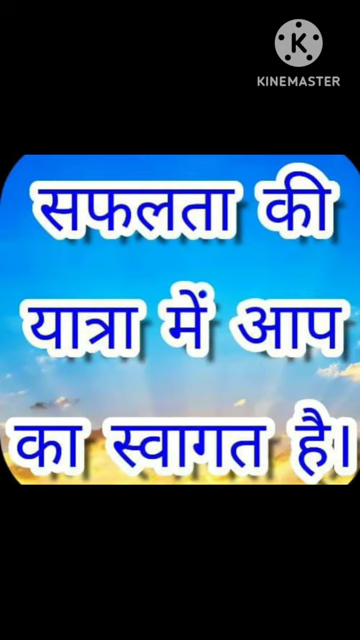 KINEMASTER
सफलता की
यात्रा में आप
का स्वागत है।